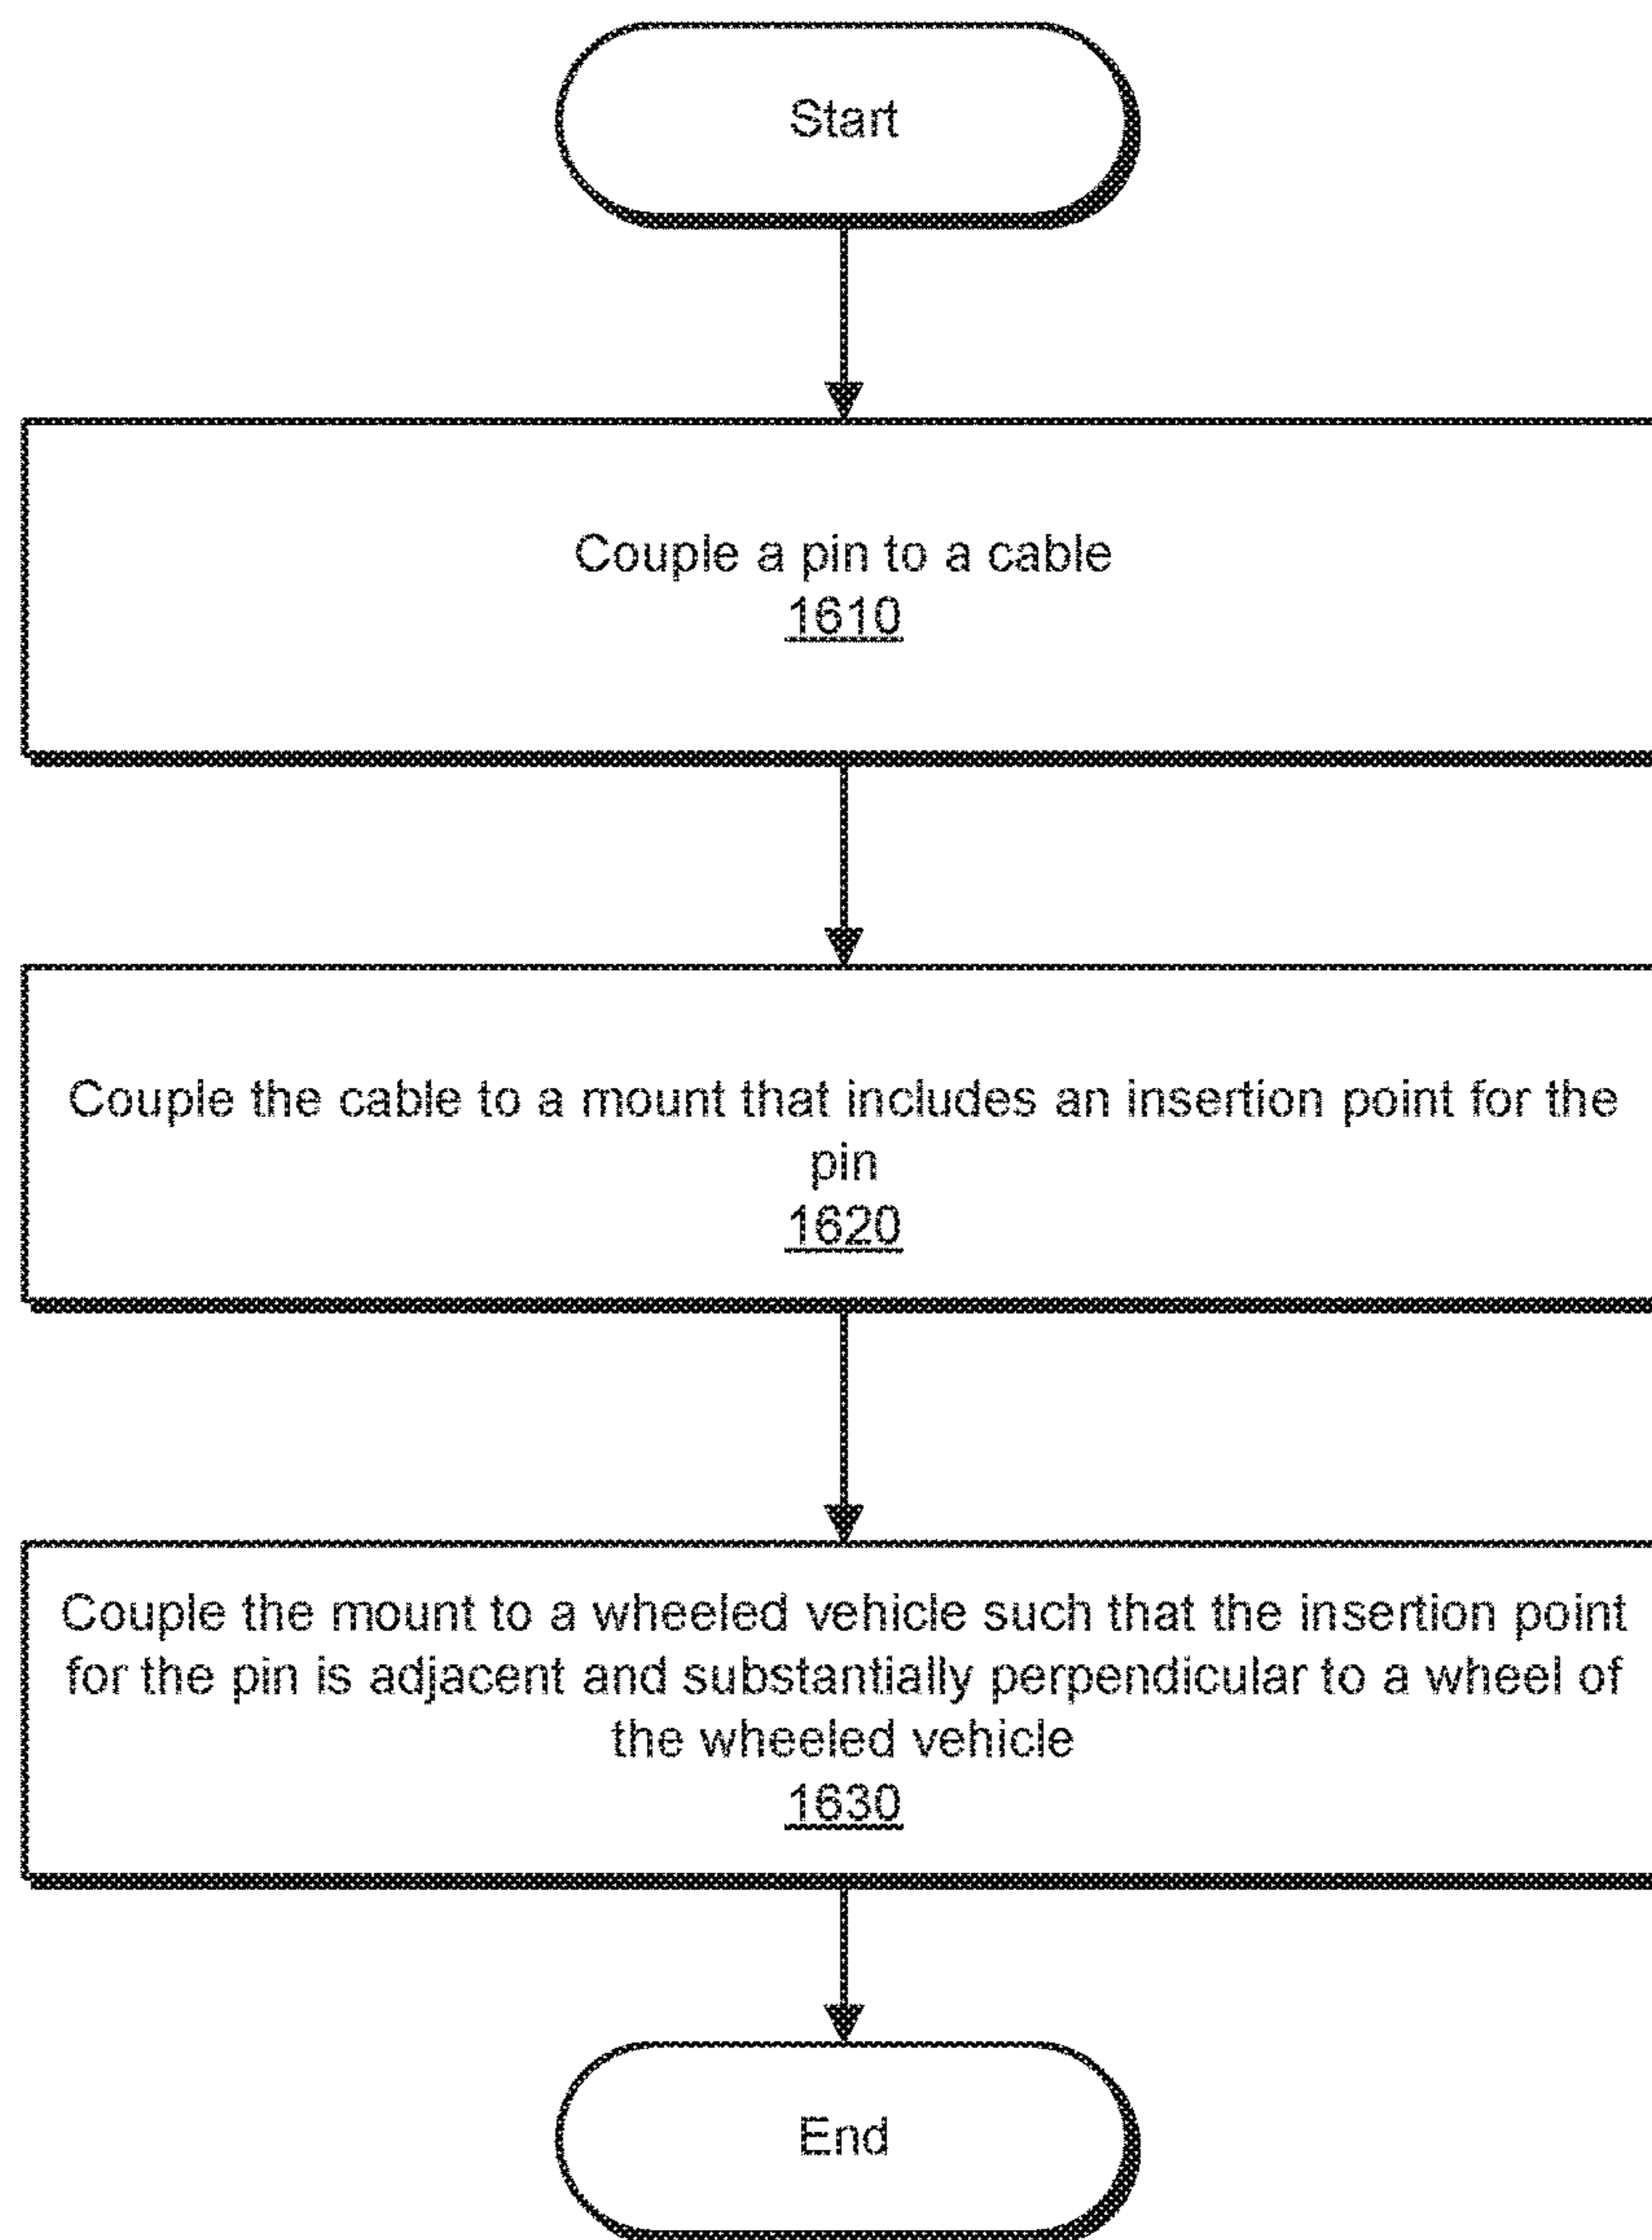 Start
Couple a pin to a cable
1610
Couple the cable to a mount that includes an insertion point for the
pin
1620
Couple the mount to a wheeled vehicle such that the insertion point
for the pin is adjacent and substantially perpendicular to a wheel of
the wheeled vehicle
1630
End